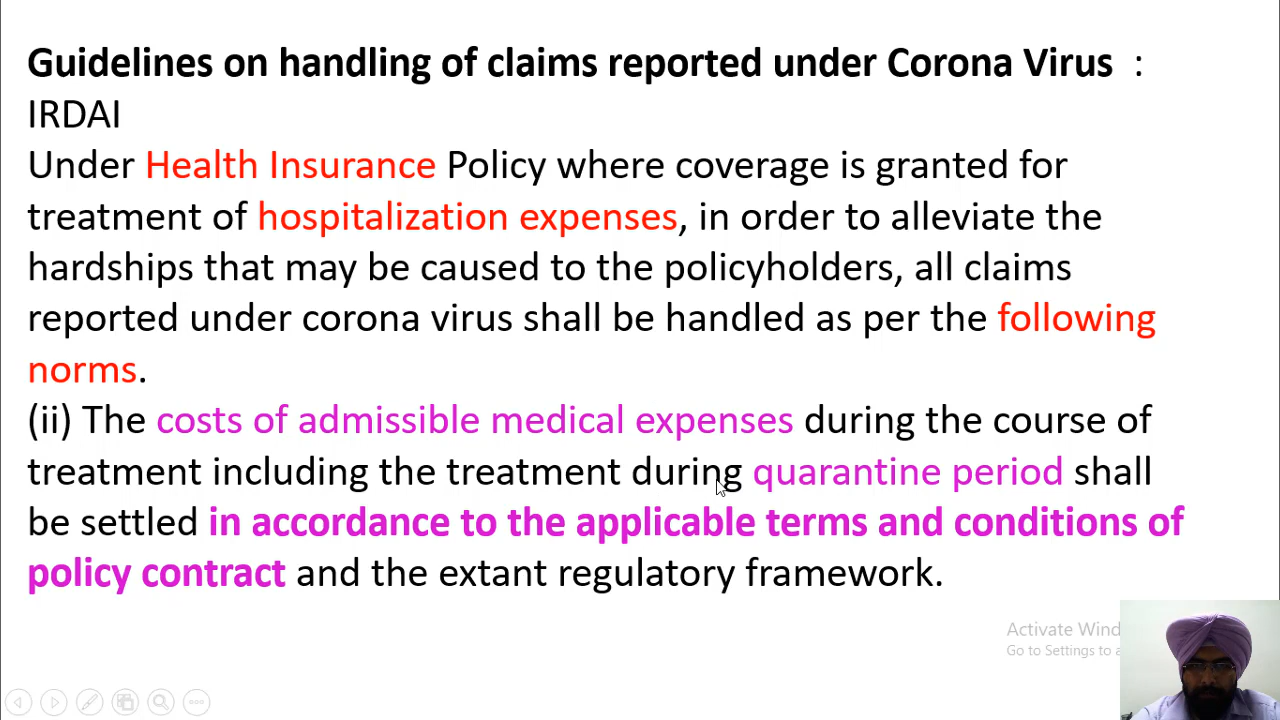 Guidelines on handling of claims reported under Corona Virus :
IRDAI
Under Health Insurance Policy where coverage is granted for
treatment of hospitalization expenses, in order to alleviate the
hardships that may be caused to the policyholders, all claims
reported under corona virus shall be handled as per the following
norms.
(ii) The costs of admissible medical expenses during the course of
treatment including the treatment during quarantine period shall
be settled in accordance to the applicable terms and conditions of
policy contract and the extant regulatory framework.
Activate Wind
Go to Settings to a